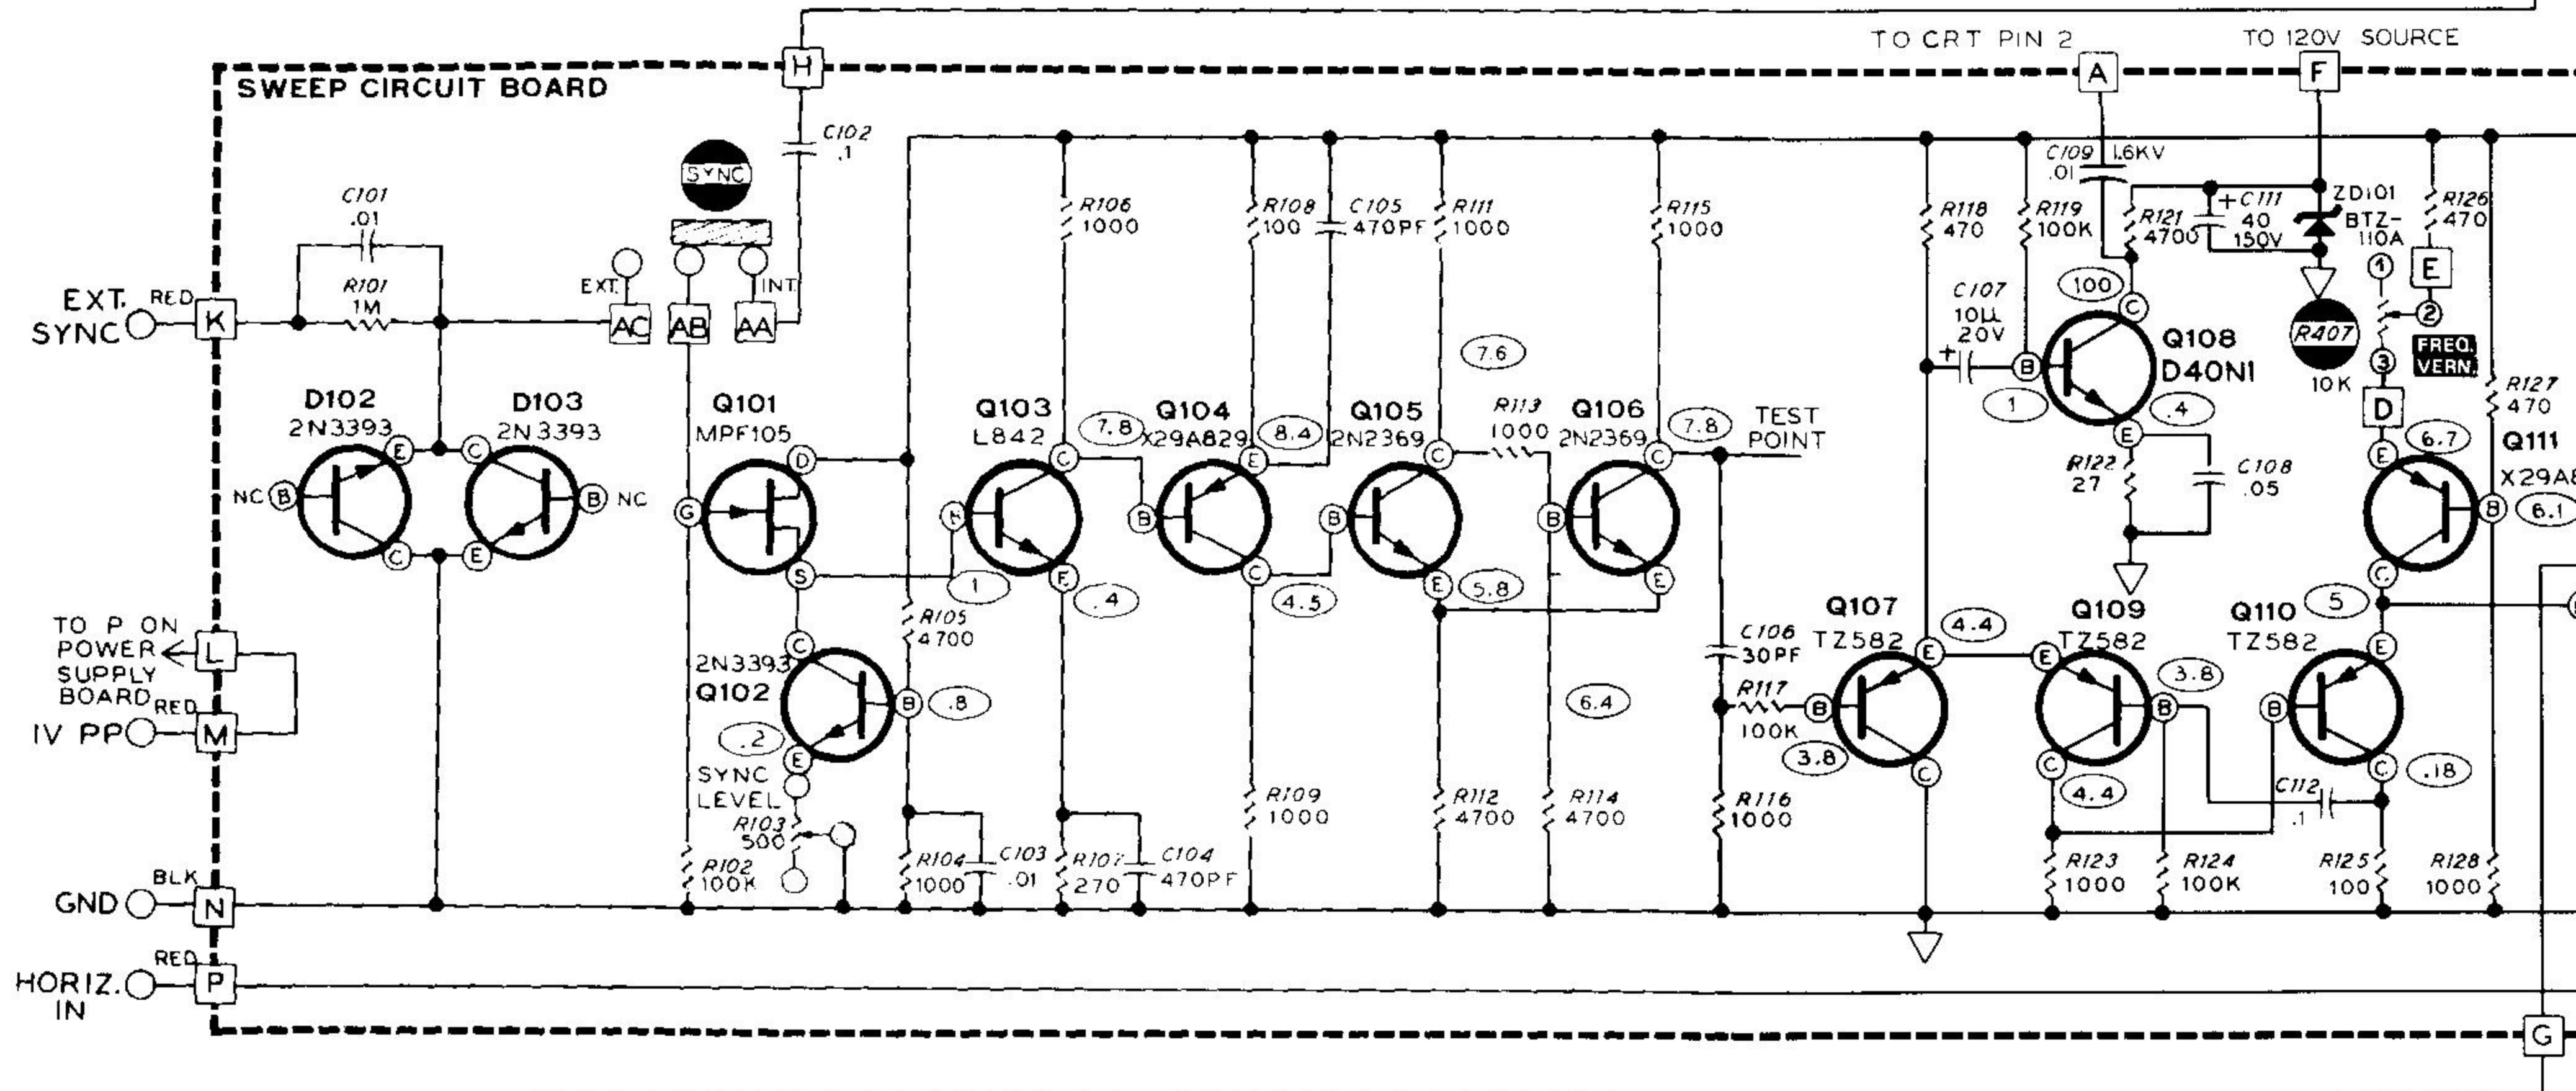 TO CRT PIN 2
TO 120V SOURCE
H
A
F
SWEEP CIRCUIT BOARD
C102
.1
SYNC
C109 1.6KV
.01
C101
.01
R106
1000
R108
100
C105
470PF
R111
1000
R115
1000
R118
470
R119
100K
R121
4700
+C111
40
150V
ZD101
BTZ-
110A
R126
470
EXT.
SYNC
RED
K
R101
1M
EXT.
INT.
AC
AB
AA
C107
10µ
20V
+
100
C
1
E
2
3
R407
10K
FREQ.
VERN.
Q108
D40N1
B
1
.4
E
7.6
D
R127
470
D102
2N3393
D103
2N3393
Q101
MPF105
Q103
L842
7.8
Q104
X29A829
8.4
Q105
2N2369
R113
1000
Q106
2N2369
7.8
TEST
POINT
6.7
Q111
E
C
D
C
E
C
C
E
NC
B
B
NC
G
B
B
B
B
B
6.1
C
E
S
1
E
.4
C
4.5
E
5.8
E
R122
27
C108
.05
C
TO P ON
POWER
SUPPLY
BOARD
L
RED
1V PP
M
R105
4700
C
2N3393
Q102
B
.8
.2
E
SYNC
LEVEL
R103
500
6.4
C106
30PF
R117
100K
Q107
TZ582
E
4.4
B
3.8
C
Q109
TZ582
E
3.8
B
C
4.4
Q110
TZ582
5
E
B
C
.18
C112
.1
R102
100K
R104
1000
C103
.01
R107
270
C104
470PF
R109
1000
R112
4700
R114
4700
R116
1000
R123
1000
R124
100K
R125
100
R128
1000
GND
BLK
N
HORIZ.
IN
RED
P
G